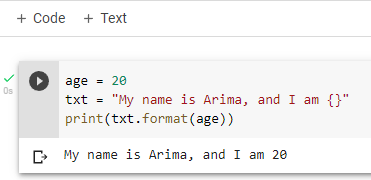 + Code + Text
0s
age = 20
txt = "My name is Arima, and I am {}"
print(txt.format(age))
My name is Arima, and I am 20